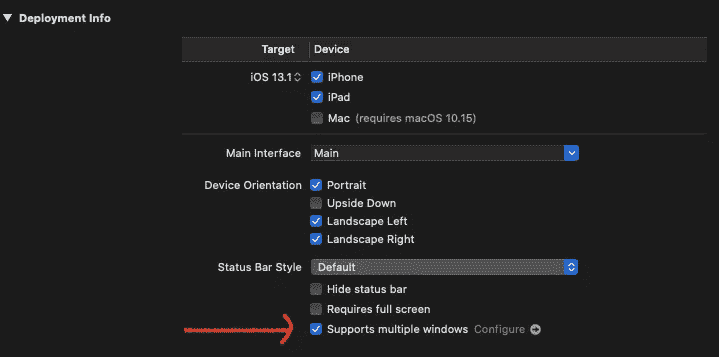 Deployment Info
Target Device
iOS 13.1 iPhone
iPad
Mac (requires macOS 10.15)
Main Interface Main
Device Orientation Portrait
Upside Down
Landscape Left
Landscape Right
Status Bar Style Default
Hide status bar
Requires full screen
Supports multiple windows Configure